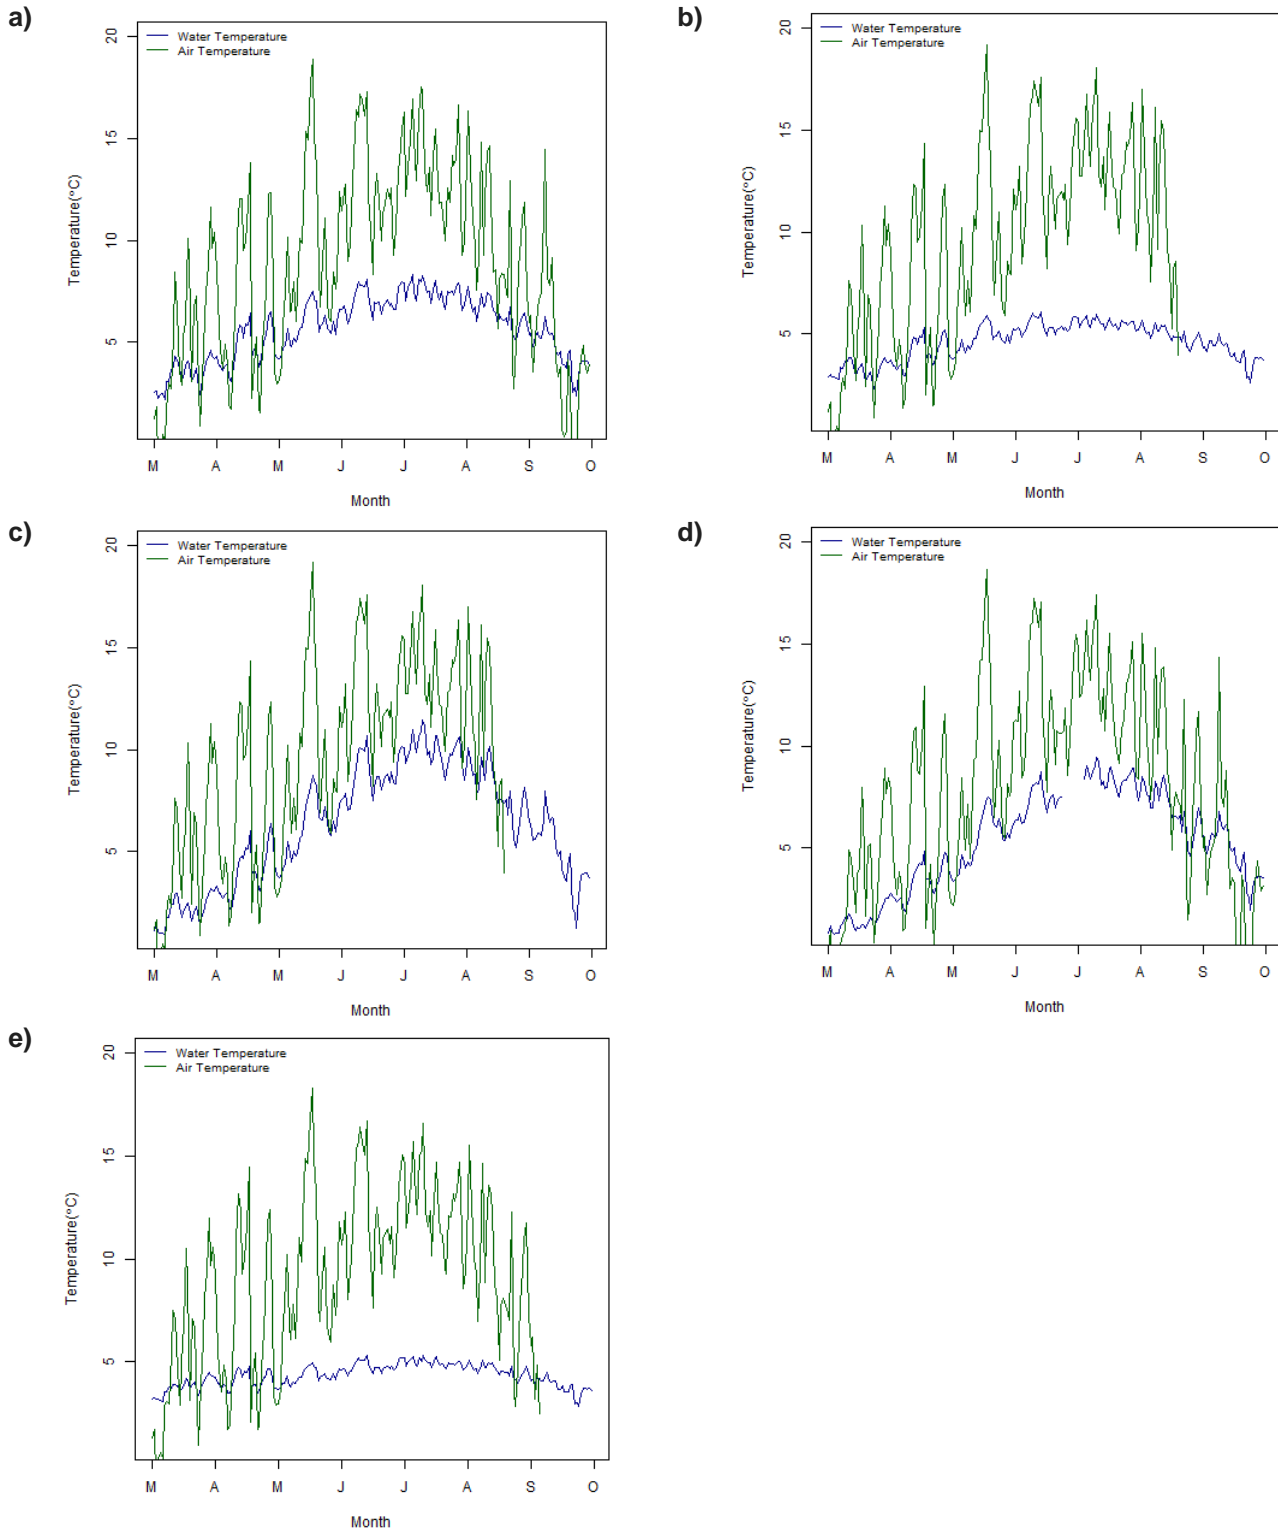 a)
Water Temperature
Air Temperature
20
15
10
5
Temperature(°C)
M A M J J A S O
Month
b)
Water Temperature
Air Temperature
20
15
10
5
Temperature(°C)
M A M J J A S O
Month
c)
Water Temperature
Air Temperature
20
15
10
5
Temperature(°C)
M A M J J A S O
Month
d)
Water Temperature
Air Temperature
20
15
10
5
Temperature(°C)
M A M J J A S O
Month
e)
Water Temperature
Air Temperature
20
15
10
5
Temperature(°C)
M A M J J A S O
Month